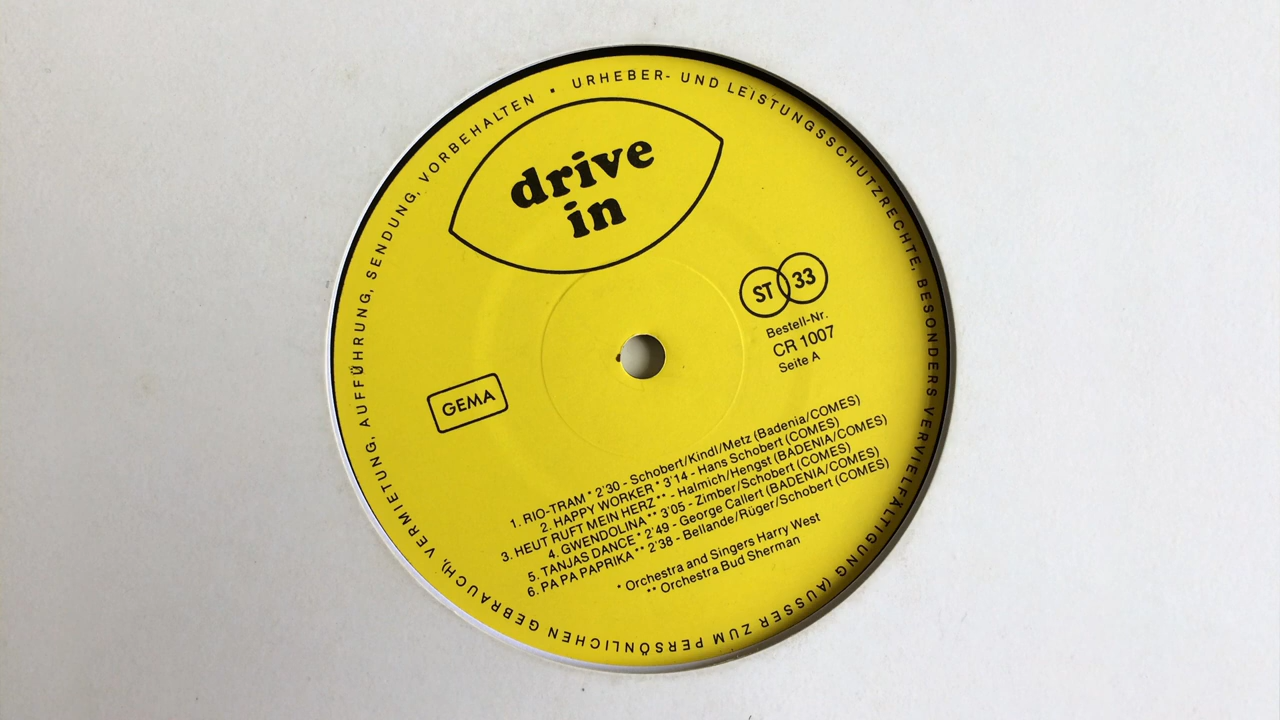 URHEBER- UND LEISTUNGSSCHUTZRECHTE, BESONDERS VERVIELFÄLTIGUNG (AUSSER ZUM PERSÖNLICHEN GEBRAUCH), VERMIETUNG, AUFFÜHRUNG, SENDUNG, VORBEHALTEN ▪
drive
in
ST 33
Bestell-Nr.
CR 1007
Seite A
GEMA
1. RIO-TRAM * 2'30 - Schobert/Kindl/Metz (Badenia/COMES)
2. HAPPY WORKER * 3'14 - Hans Schobert (COMES)
3. HEUT RUFT MEIN HERZ ** - Halmich/Hengst (BADENIA/COMES)
4. GWENDOLINA ** 3'05 - Zimber/Schobert (COMES)
5. TANJAS DANCE * 2'49 - George Callert (BADENIA/COMES)
6. PA PA PAPRIKA ** 2'38 - Bellande/Rüger/Schobert (COMES)
* Orchestra and Singers Harry West
** Orchestra Bud Sherman